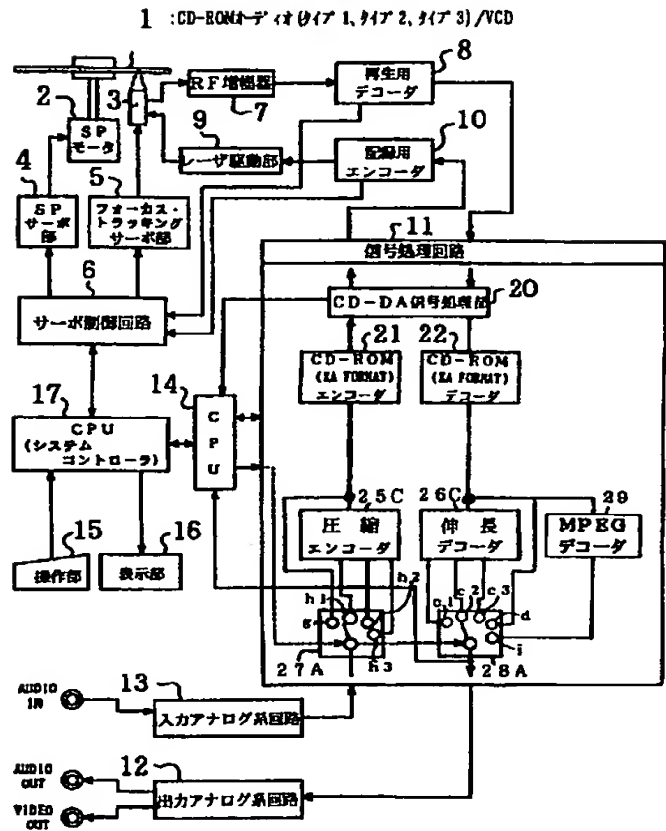 1 :CD-ROMオーディオ(タイプ1、タイプ2、タイプ3)/VCD
8
再生用
デコーダ
RF増幅器
7
2
SP
モータ
3
9
レーザ駆動部
10
記録用
エンコーダ
4
SP
サーボ
部
5
フォーカス・
トラッキング
サーボ部
11
信号処理回路
6
サーボ制御回路
20
CD-DA信号処理部
21
CD-ROM
(XA FORMAT)
エンコーダ
22
CD-ROM
(XA FORMAT)
デコーダ
17
CPU
(システム
コントローラ)
14
CPU
25C
圧縮
エンコーダ
26C
伸長
デコーダ
29
MPEG
デコーダ
15
操作部
16
表示部
g
h1
h2
h3
27A
c1
c2
c3
d
i
28A
AUDIO
IN
13
入力アナログ系回路
AUDIO
OUT
VIDEO
OUT
12
出力アナログ系回路